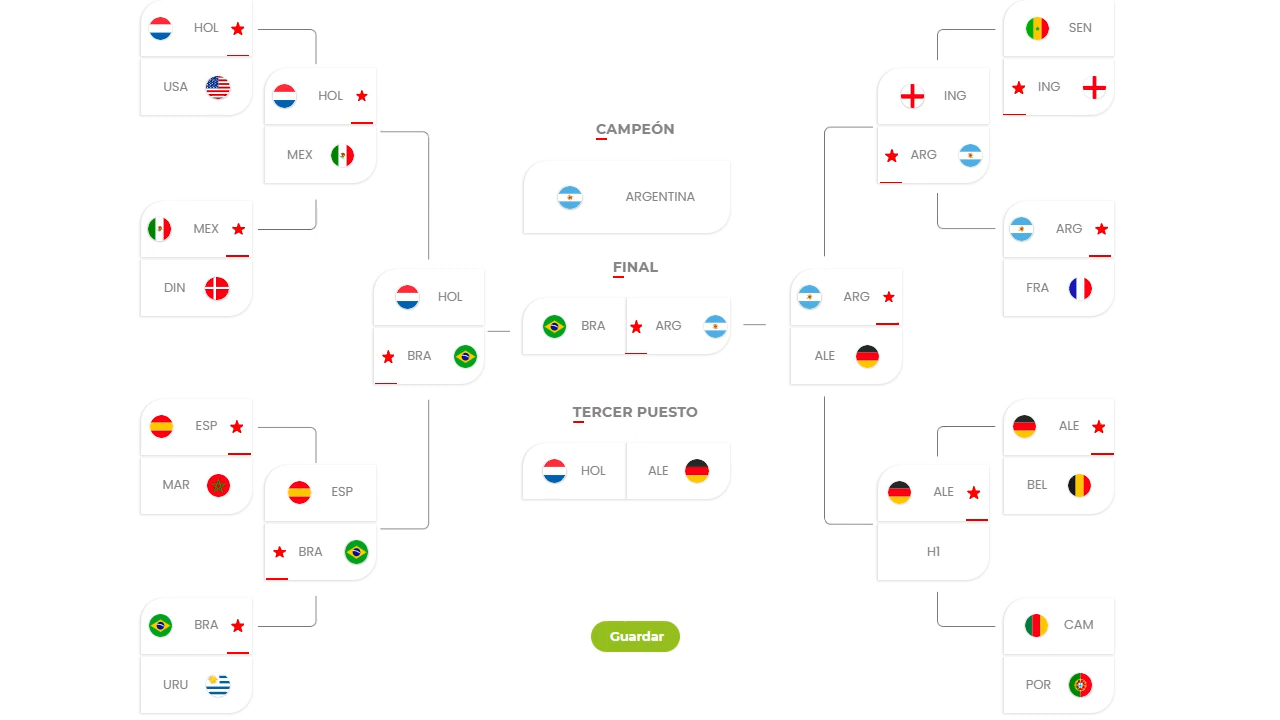 HOL
USA
HOL
MEX
MEX
DIN
HOL
BRA
ESP
MAR
ESP
BRA
BRA
URU
CAMPEÓN
ARGENTINA
FINAL
BRA ARG
TERCER PUESTO
HOL ALE
Guardar
SEN
ING
ING
ARG
ARG
FRA
ARG
ALE
ALE
BEL
ALE
H1
CAM
POR